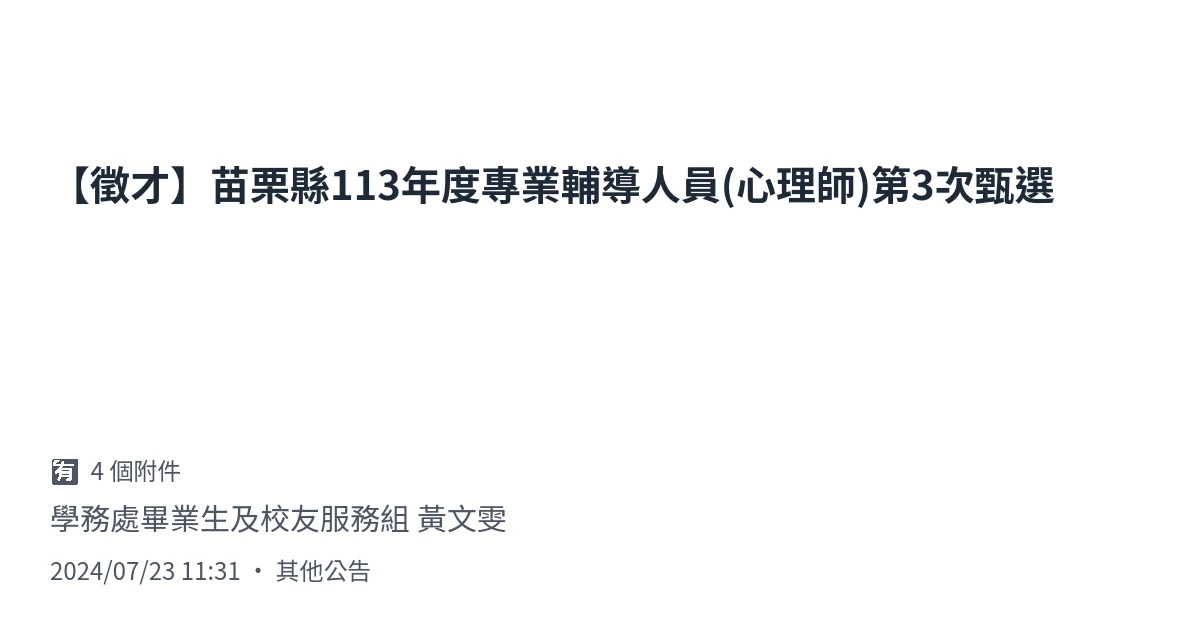 【徵才】苗栗縣113年度專業輔導人員(心理師)第3次甄選
有 4 個附件
學務處畢業生及校友服務組 黃文雯
2024/07/23 11:31 • 其他公告